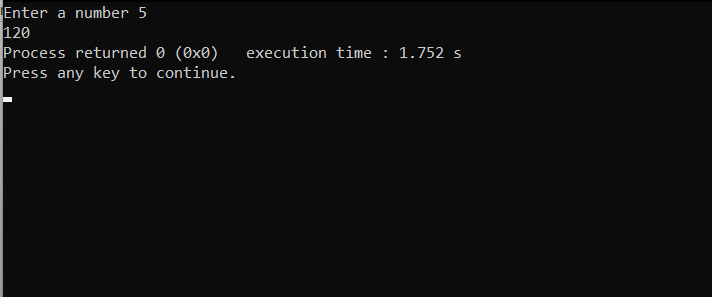 Enter a number 5
120
Process returned 0 (0x0)   execution time : 1.752 s
Press any key to continue.